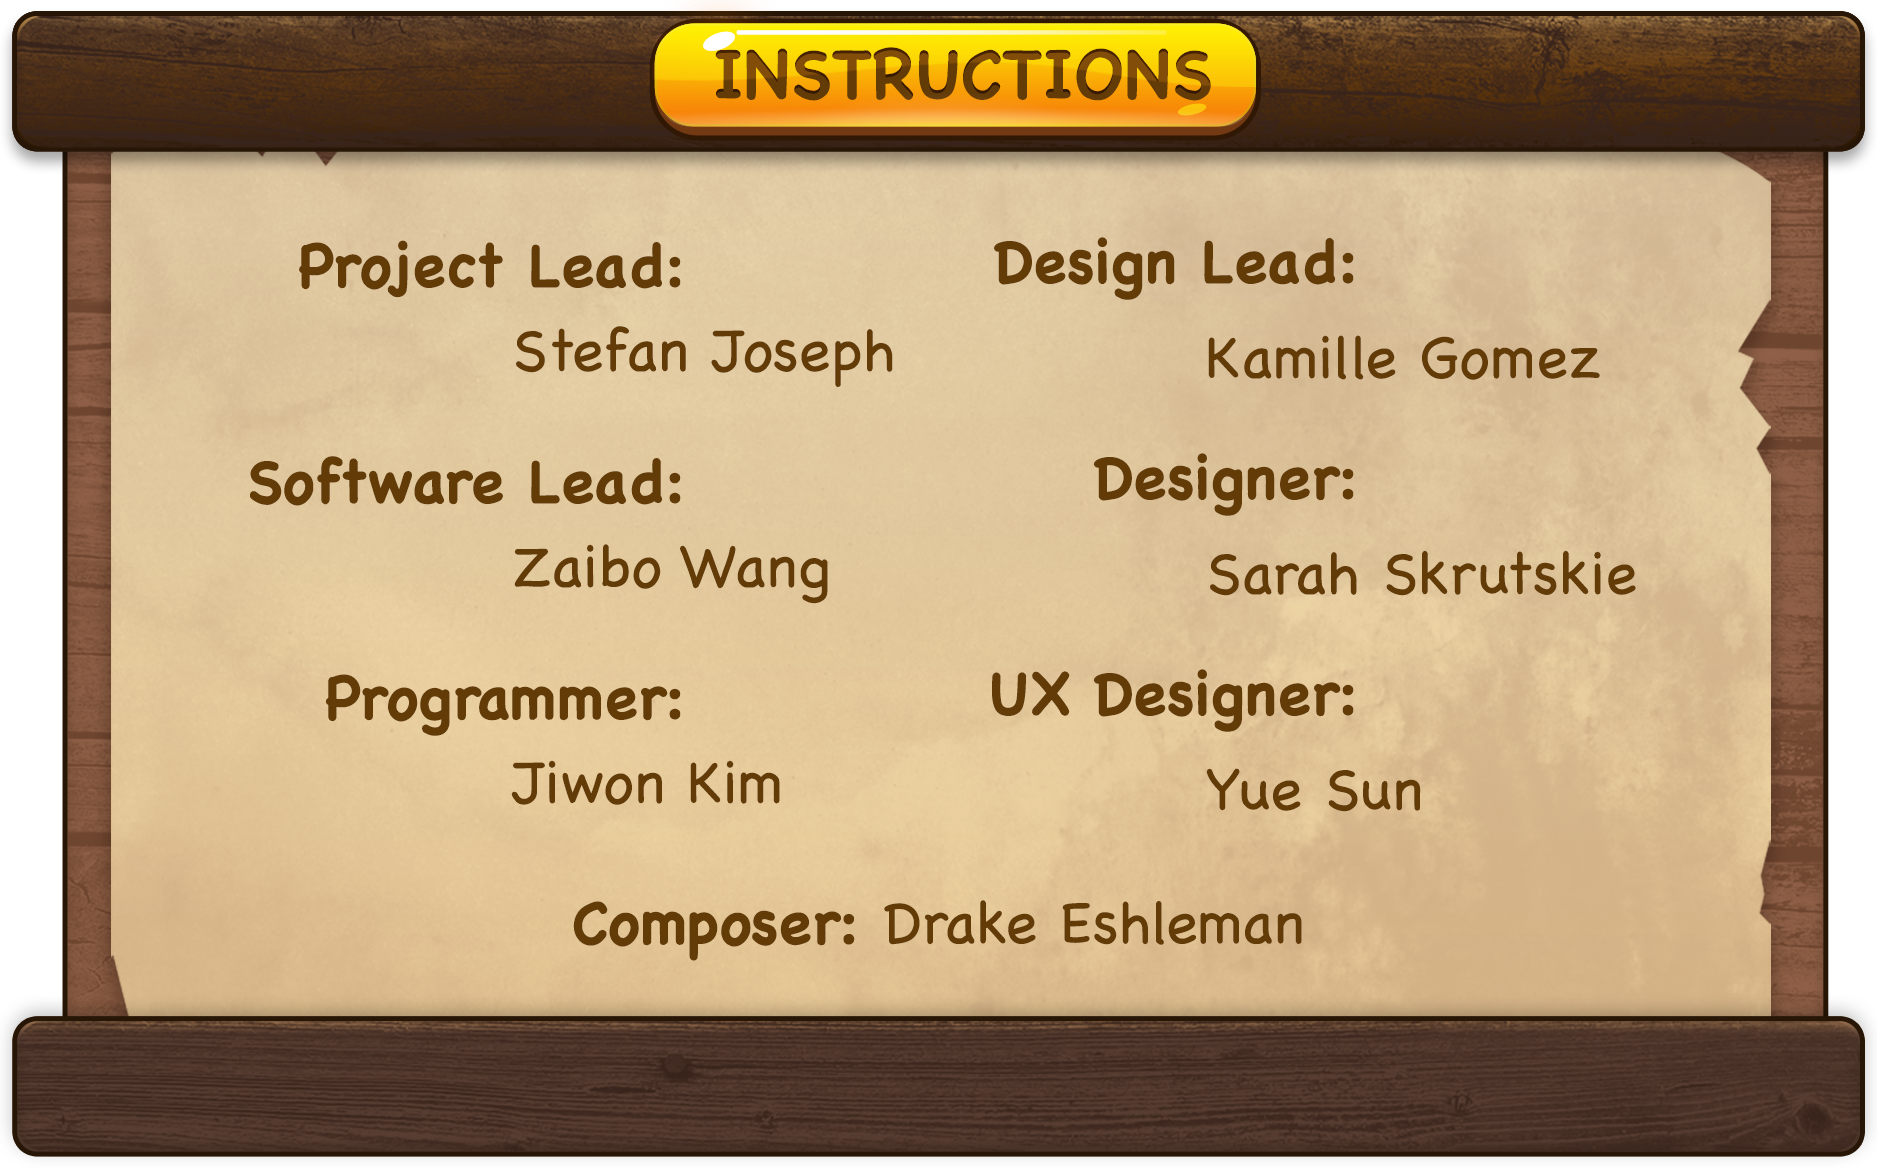 INSTRUCTIONS
Project Lead:
Stefan Joseph
Design Lead:
Kamille Gomez
Software Lead:
Zaibo Wang
Designer:
Sarah Skrutskie
Programmer:
Jiwon Kim
UX Designer:
Yue Sun
Composer: Drake Eshleman